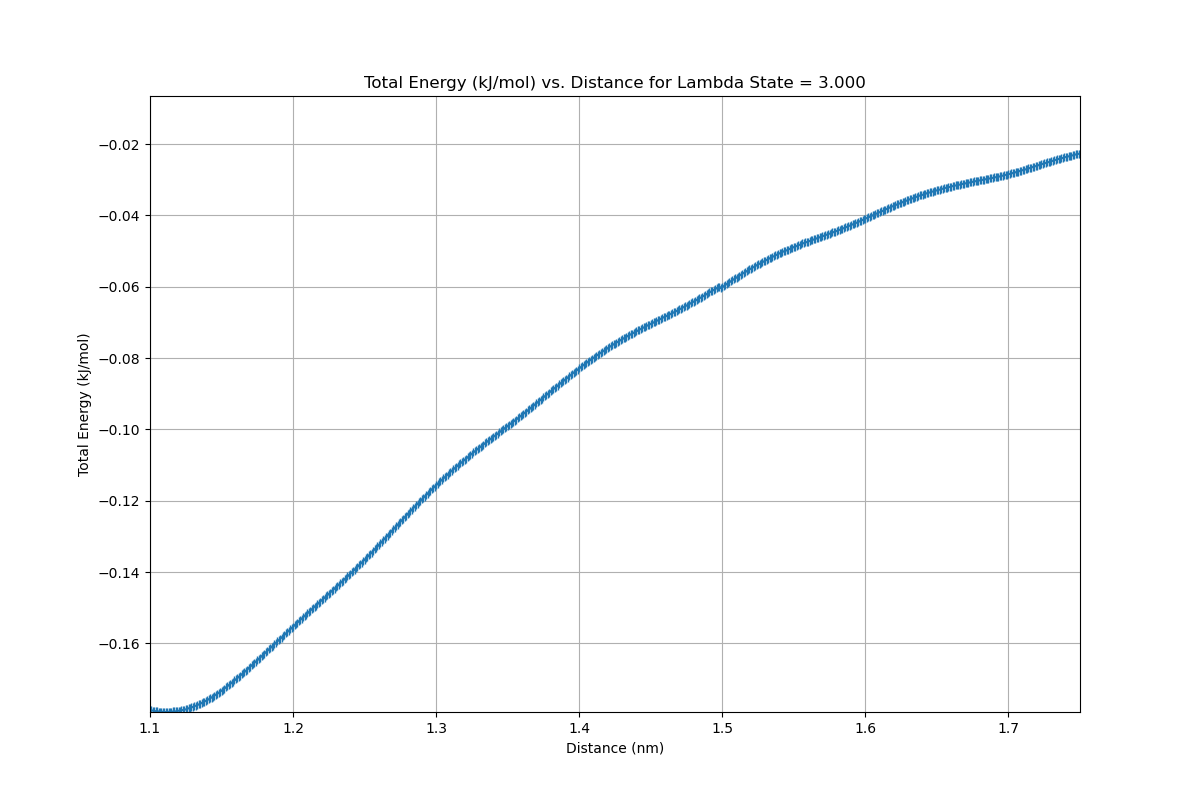 Total Energy (kJ/mol) vs. Distance for Lambda State = 3.000
−0.02
−0.04
−0.06
−0.08
−0.10
−0.12
−0.14
−0.16
Total Energy (kJ/mol)
1.1 1.2 1.3 1.4 1.5 1.6 1.7
Distance (nm)